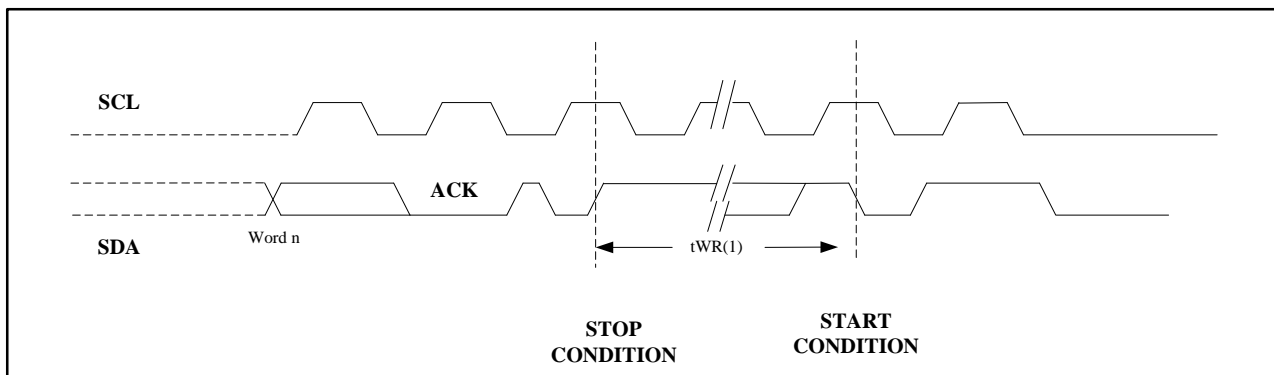 SCL
ACK
SDA
Word n
tWR(1)
STOP
CONDITION
START
CONDITION